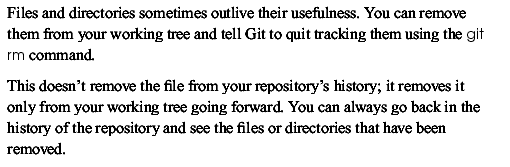 Files and directories sometimes outlive their usefulness. You can remove
them from your working tree and tell Git to quit tracking them using the git
rm command.
This doesn’t remove the file from your repository’s history; it removes it
only from your working tree going forward. You can always go back in the
history of the repository and see the files or directories that have been
removed.